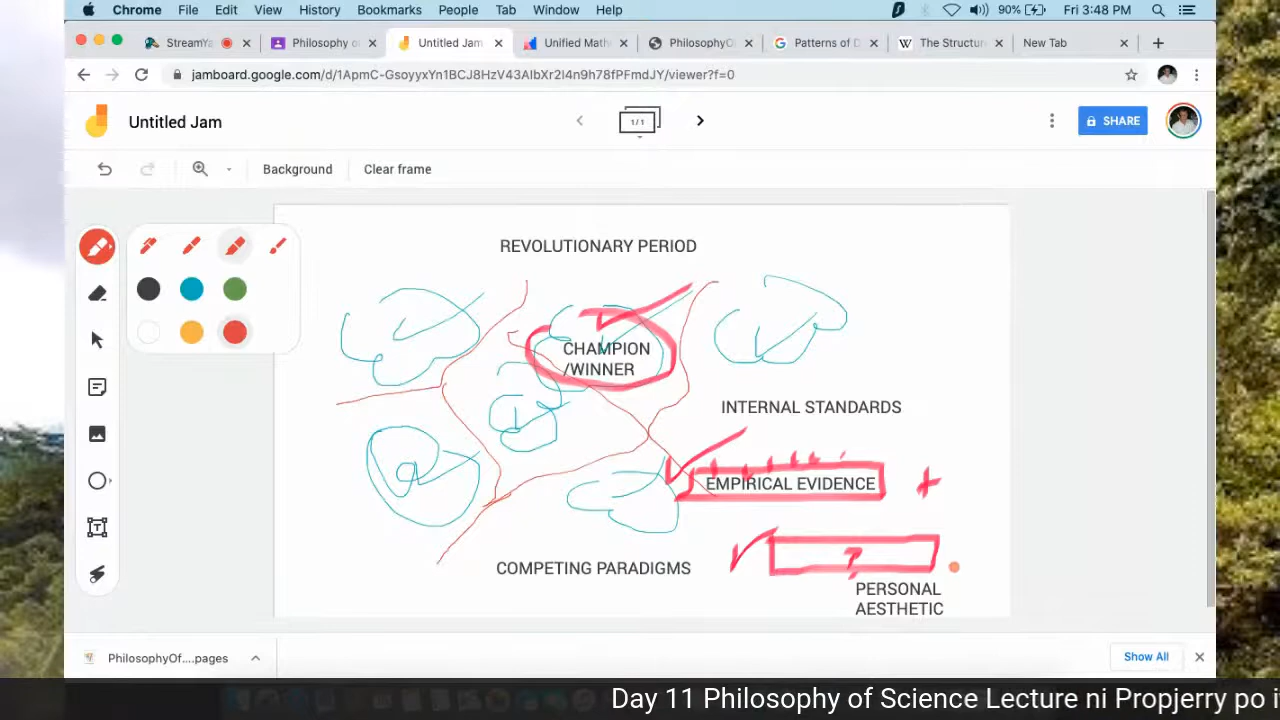 Chrome File Edit View History Bookmarks People Tab Window Help 90% Fri 3:48 PM
StreamYa Philosophy o Untitled Jam Unified Math PhilosophyO Patterns of D The Structur New Tab
jamboard.google.com/d/1ApmC-GsoyyxYn1BCJ8HzV43AIbXr2I4n9h78fPFmdJY/viewer?f=0
Untitled Jam
1/1
SHARE
Background
Clear frame
REVOLUTIONARY PERIOD
CHAMPION
/WINNER
INTERNAL STANDARDS
EMPIRICAL EVIDENCE +
?
COMPETING PARADIGMS
PERSONAL
AESTHETIC
PhilosophyOf....pages
Show All
Day 11 Philosophy of Science Lecture ni Propjerry po i